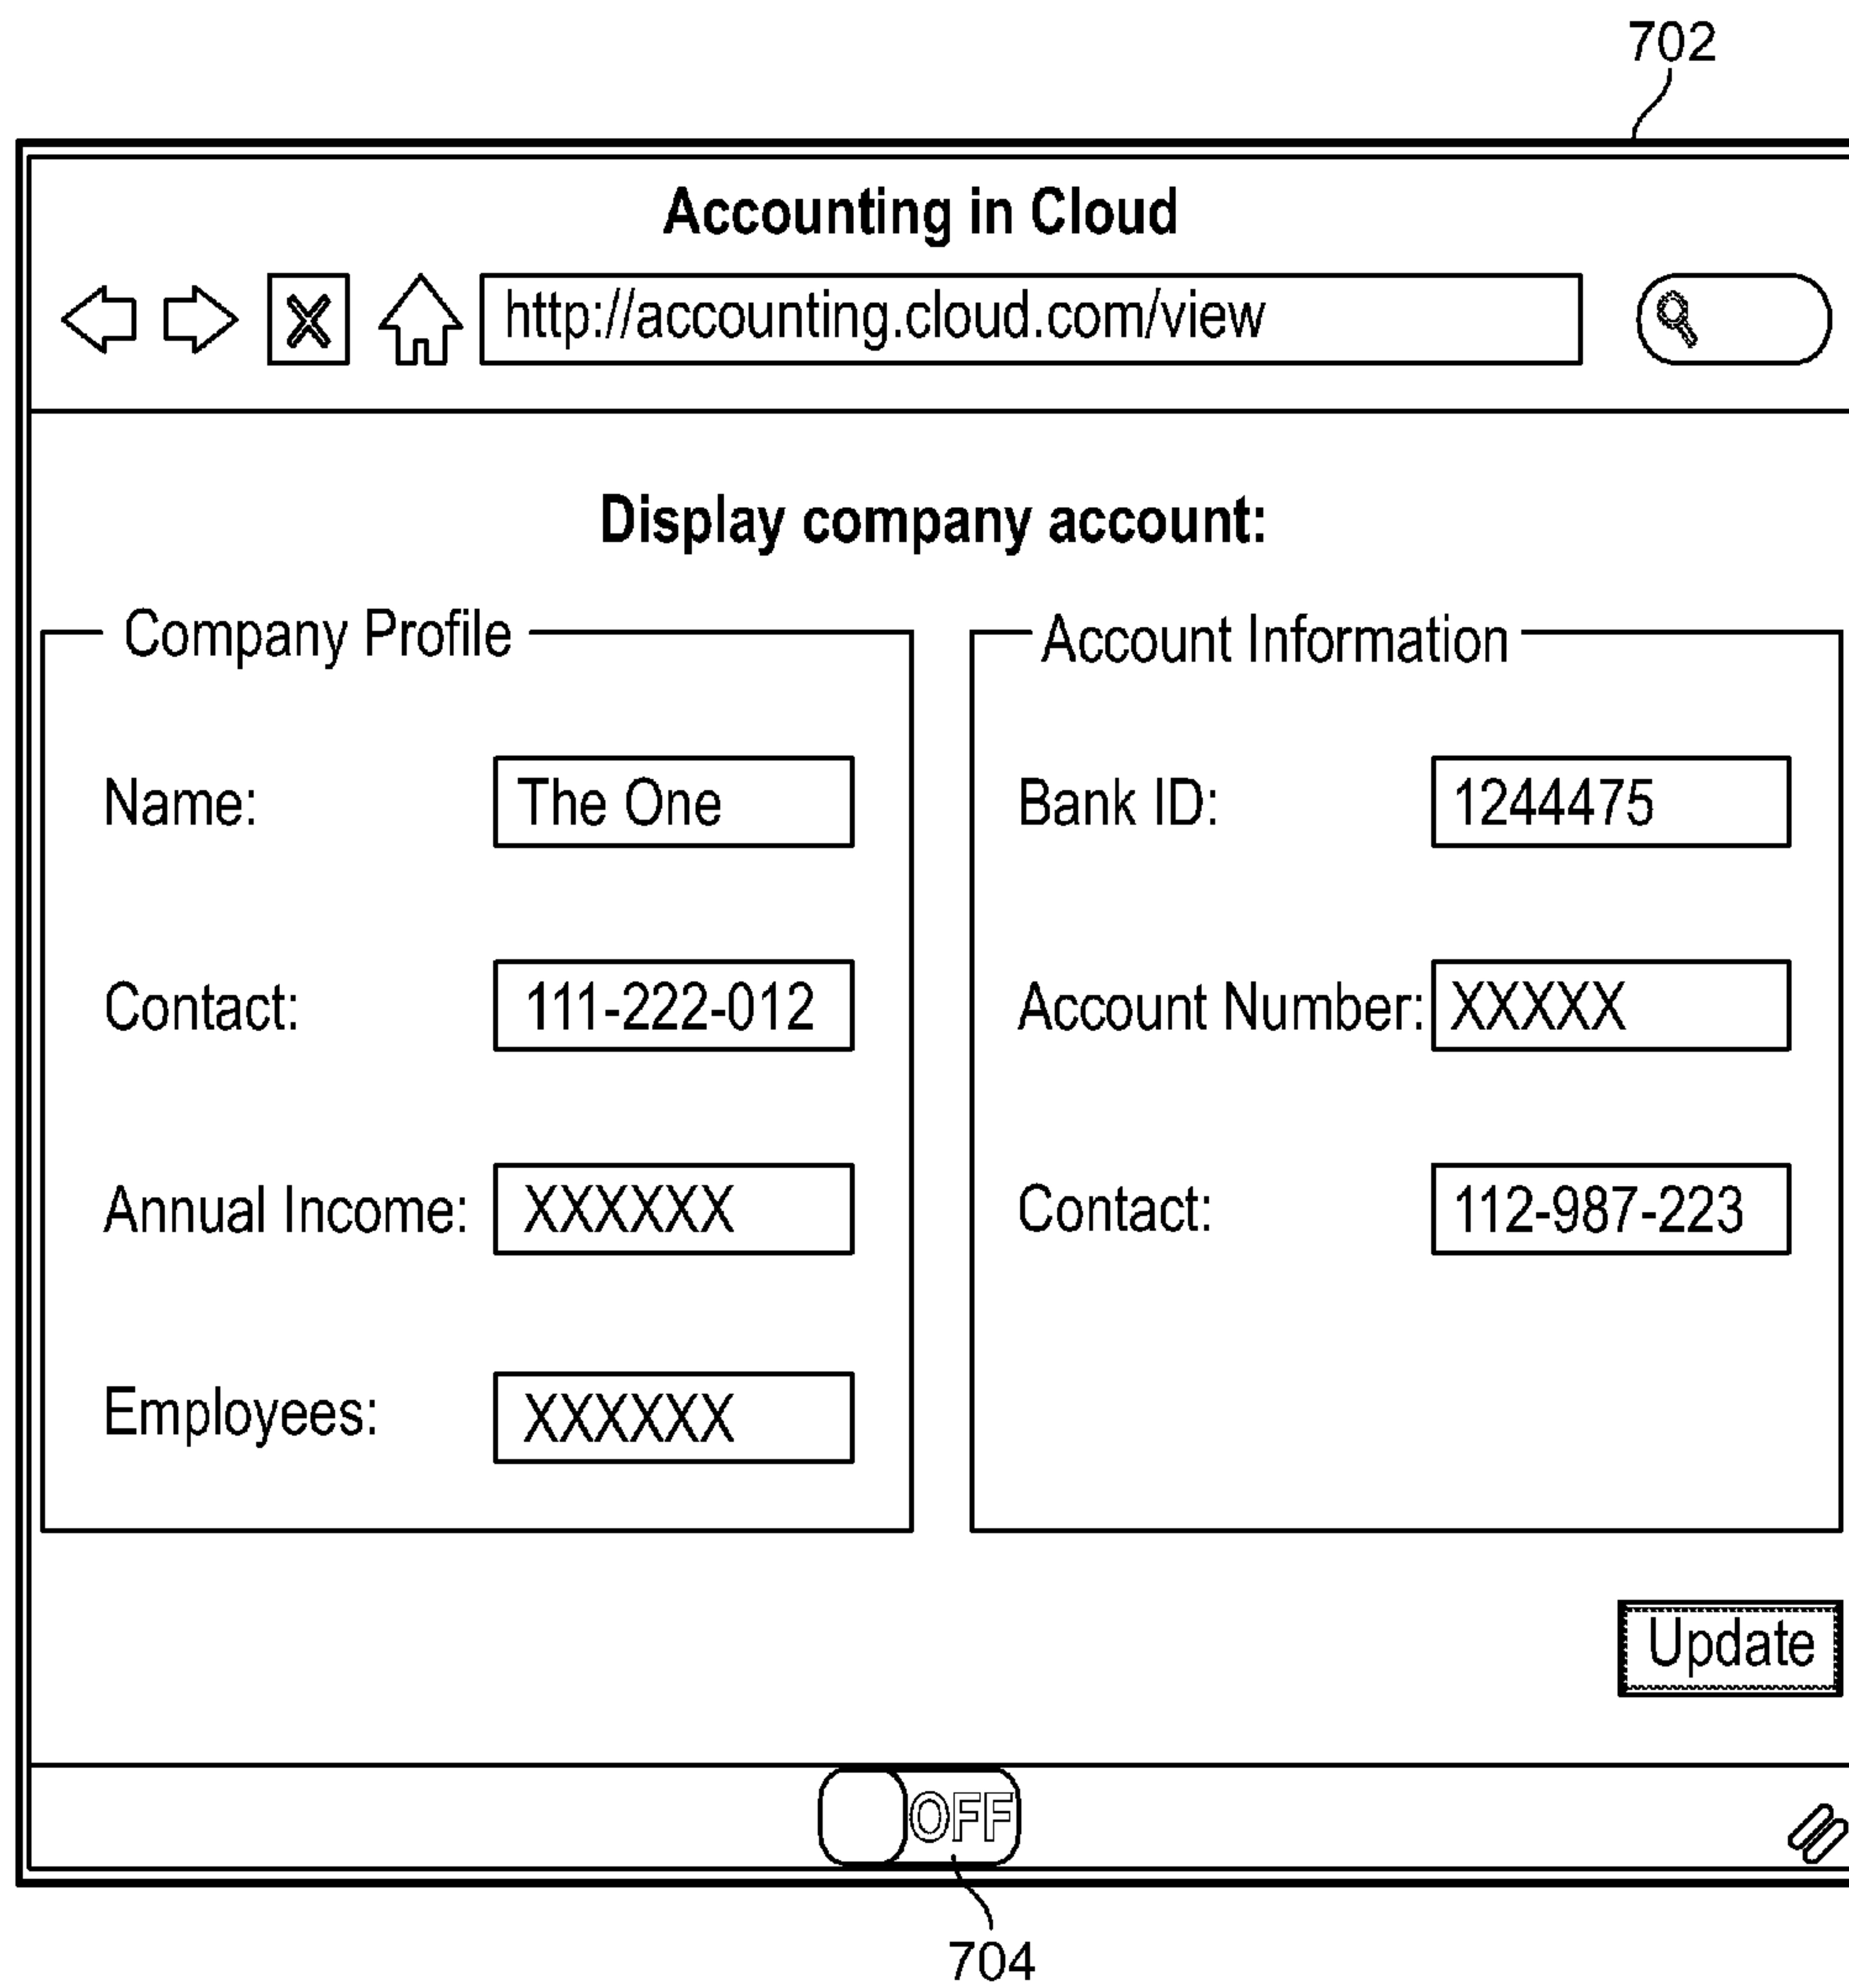 702
Accounting in Cloud
http://accounting.cloud.com/view
Display company account:
Company Profile
Name: The One
Contact: 111-222-012
Annual Income: XXXXXX
Employees: XXXXXX
Account Information
Bank ID: 1244475
Account Number: XXXXX
Contact: 112-987-223
Update
OFF
704